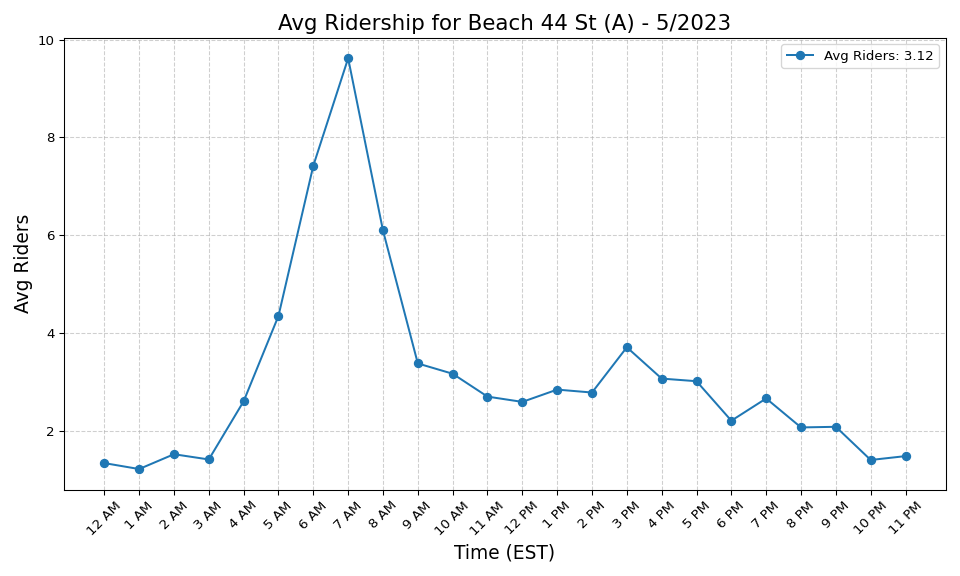 Avg Ridership for Beach 44 St (A) - 5/2023
Avg Riders: 3.12
10
8
6
4
2
Avg Riders
12 AM
1 AM
2 AM
3 AM
4 AM
5 AM
6 AM
7 AM
8 AM
9 AM
10 AM
11 AM
12 PM
1 PM
2 PM
3 PM
4 PM
5 PM
6 PM
7 PM
8 PM
9 PM
10 PM
11 PM
Time (EST)